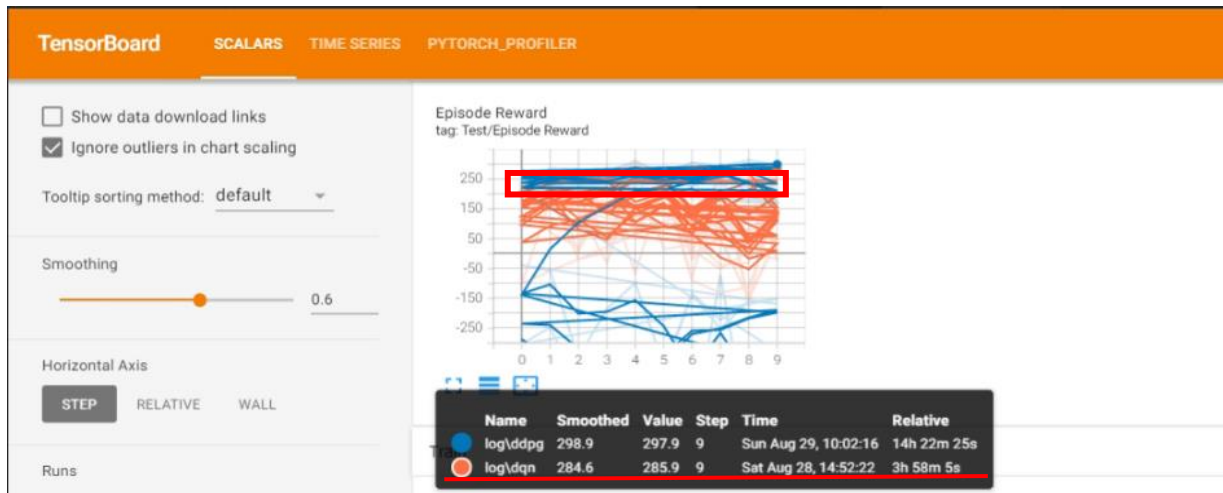 TensorBoard SCALARS TIME SERIES PYTORCH_PROFILER
Show data download links
Ignore outliers in chart scaling
Tooltip sorting method: default
Smoothing
0.6
Horizontal Axis
STEP RELATIVE WALL
Runs
Episode Reward
tag: Test/Episode Reward
250
150
50
-50
-150
-250
0 1 2 3 4 5 6 7 8 9
Name Smoothed Value Step Time Relative
log\ddpg 298.9 297.9 9 Sun Aug 29, 10:02:16 14h 22m 25s
log\dqn 284.6 285.9 9 Sat Aug 28, 14:52:22 3h 58m 5s